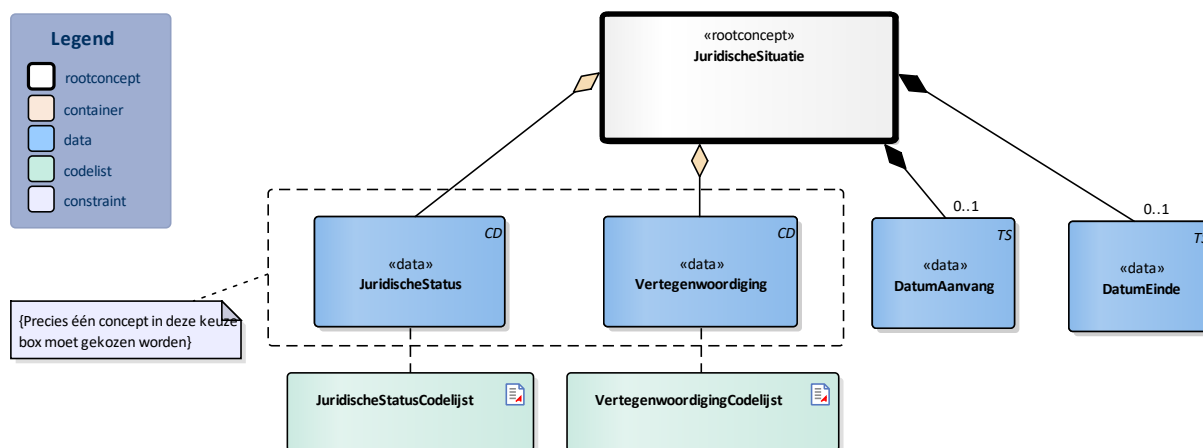 Legend
rootconcept
container
data
codelist
constraint
«rootconcept»
JuridischeSituatie
0..1
0..1
CD
«data»
JuridischeStatus
CD
«data»
Vertegenwoordiging
TS
«data»
DatumAanvang
«data»
DatumEinde
{Precies één concept in deze keuze
box moet gekozen worden}
JuridischeStatusCodelijst
VertegenwoordigingCodelijst